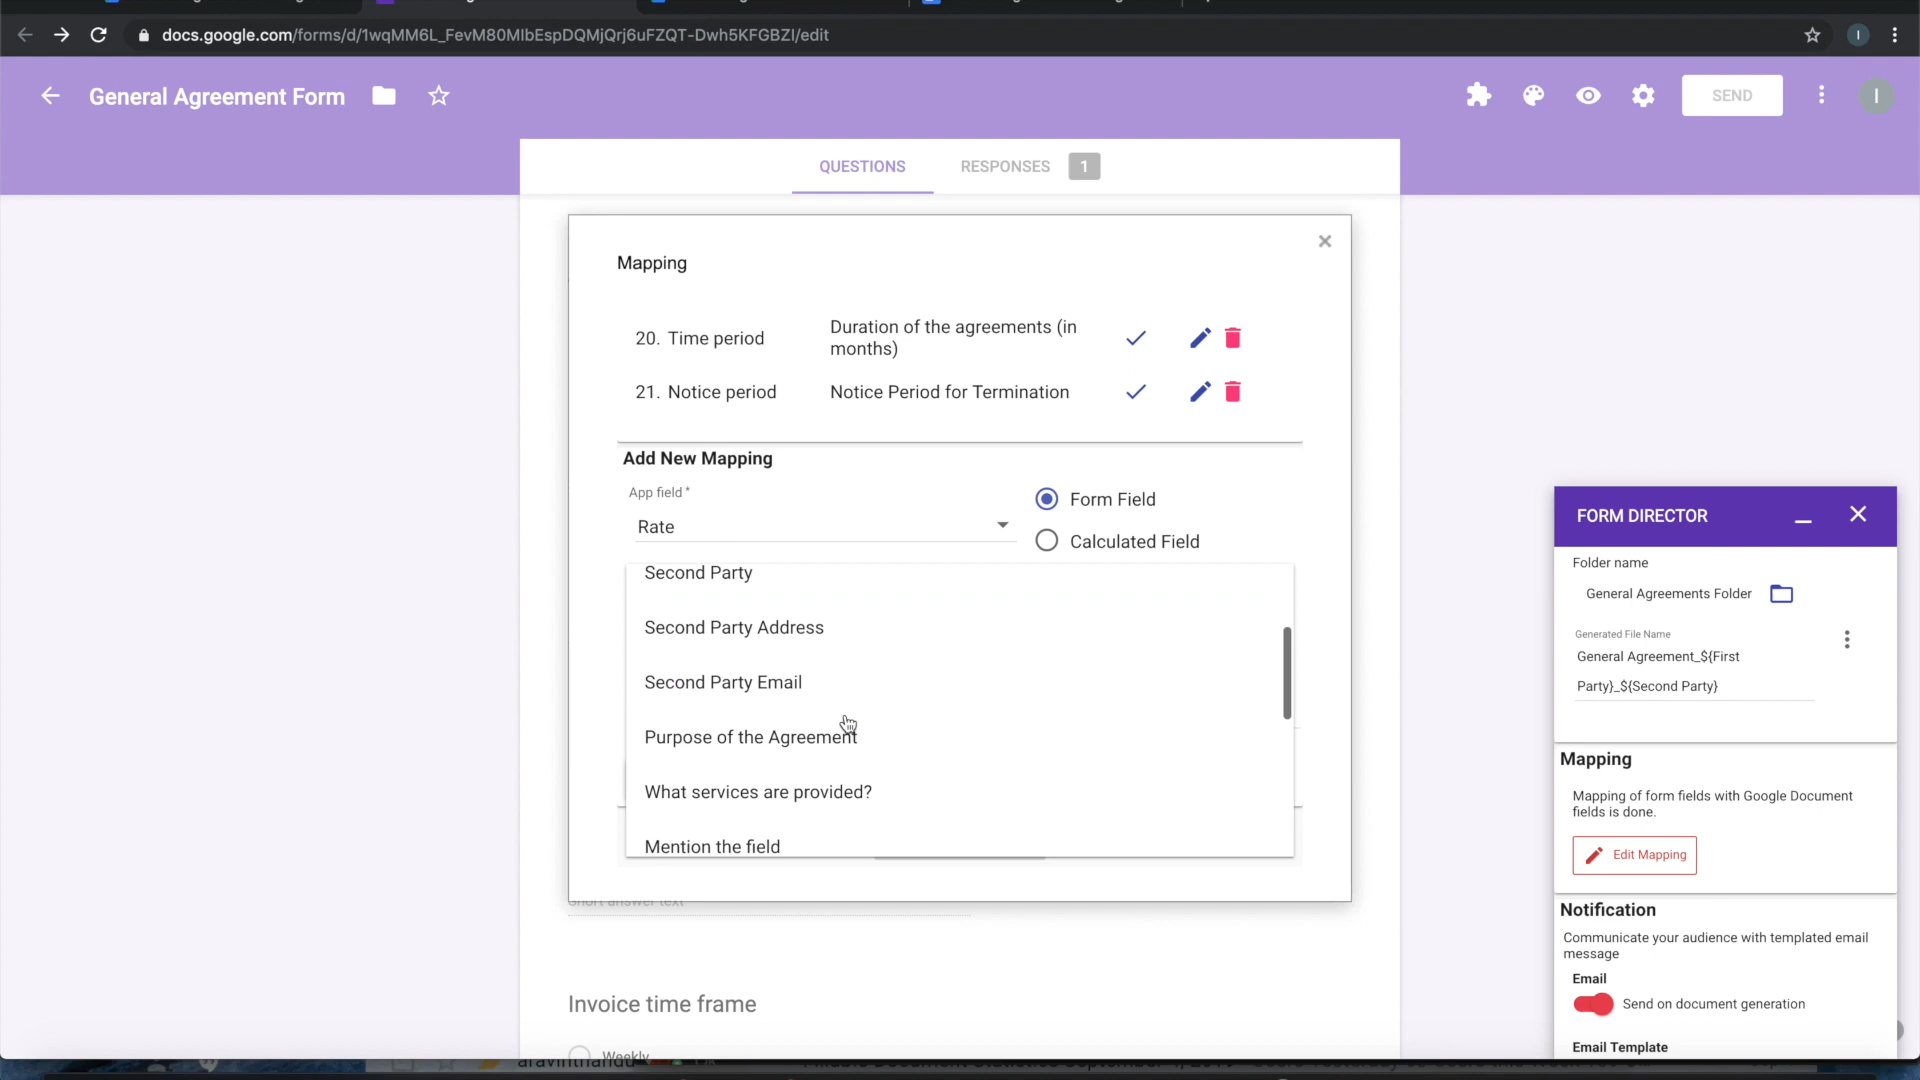 docs.google.com/forms/d/1wqMM6L_FevM80MIbEspDQMjQrj6uFZQT-Dwh5KFGBZI/edit
I
General Agreement Form
SEND
I
QUESTIONS
RESPONSES
1
Mapping
20. Time period
Duration of the agreements (in
months)
21. Notice period
Notice Period for Termination
Add New Mapping
App field *
Rate
Form Field
Calculated Field
Second Party
Second Party Address
Second Party Email
Purpose of the Agreement
What services are provided?
Mention the field
Short answer text
Invoice time frame
Weekly
FORM DIRECTOR
Folder name
General Agreements Folder
Generated File Name
General Agreement_${First
Party}_${Second Party}
Mapping
Mapping of form fields with Google Document
fields is done.
Edit Mapping
Notification
Communicate your audience with templated email
message
Email
Send on document generation
Email Template